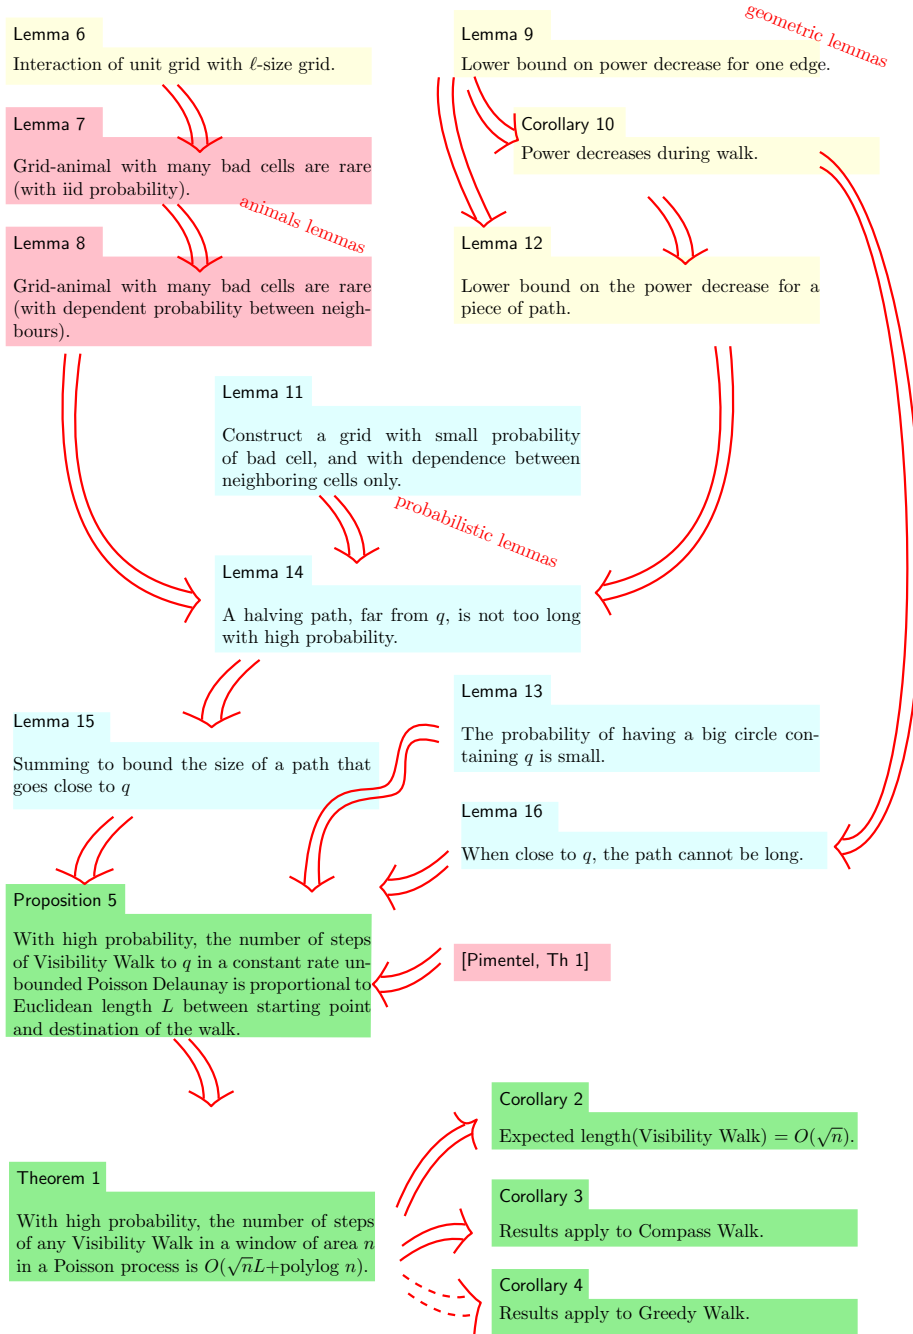 Lemma 6
Interaction of unit grid with ℓ-size grid.
Lemma 7
Grid-animal with many bad cells are rare
(with iid probability).
animals lemmas
Lemma 8
Grid-animal with many bad cells are rare
(with dependent probability between neigh-
bours).
geometric lemmas
Lemma 9
Lower bound on power decrease for one edge.
Corollary 10
Power decreases during walk.
Lemma 12
Lower bound on the power decrease for a
piece of path.
Lemma 11
Construct a grid with small probability
of bad cell, and with dependence between
neighboring cells only.
probabilistic lemmas
Lemma 14
A halving path, far from q, is not too long
with high probability.
Lemma 15
Summing to bound the size of a path that
goes close to q
Lemma 13
The probability of having a big circle con-
taining q is small.
Lemma 16
When close to q, the path cannot be long.
Proposition 5
With high probability, the number of steps
of Visibility Walk to q in a constant rate un-
bounded Poisson Delaunay is proportional to
Euclidean length L between starting point
and destination of the walk.
[Pimentel, Th 1]
Theorem 1
With high probability, the number of steps
of any Visibility Walk in a window of area n
in a Poisson process is O(√nL+polylog n).
Corollary 2
Expected length(Visibility Walk) = O(√n).
Corollary 3
Results apply to Compass Walk.
Corollary 4
Results apply to Greedy Walk.